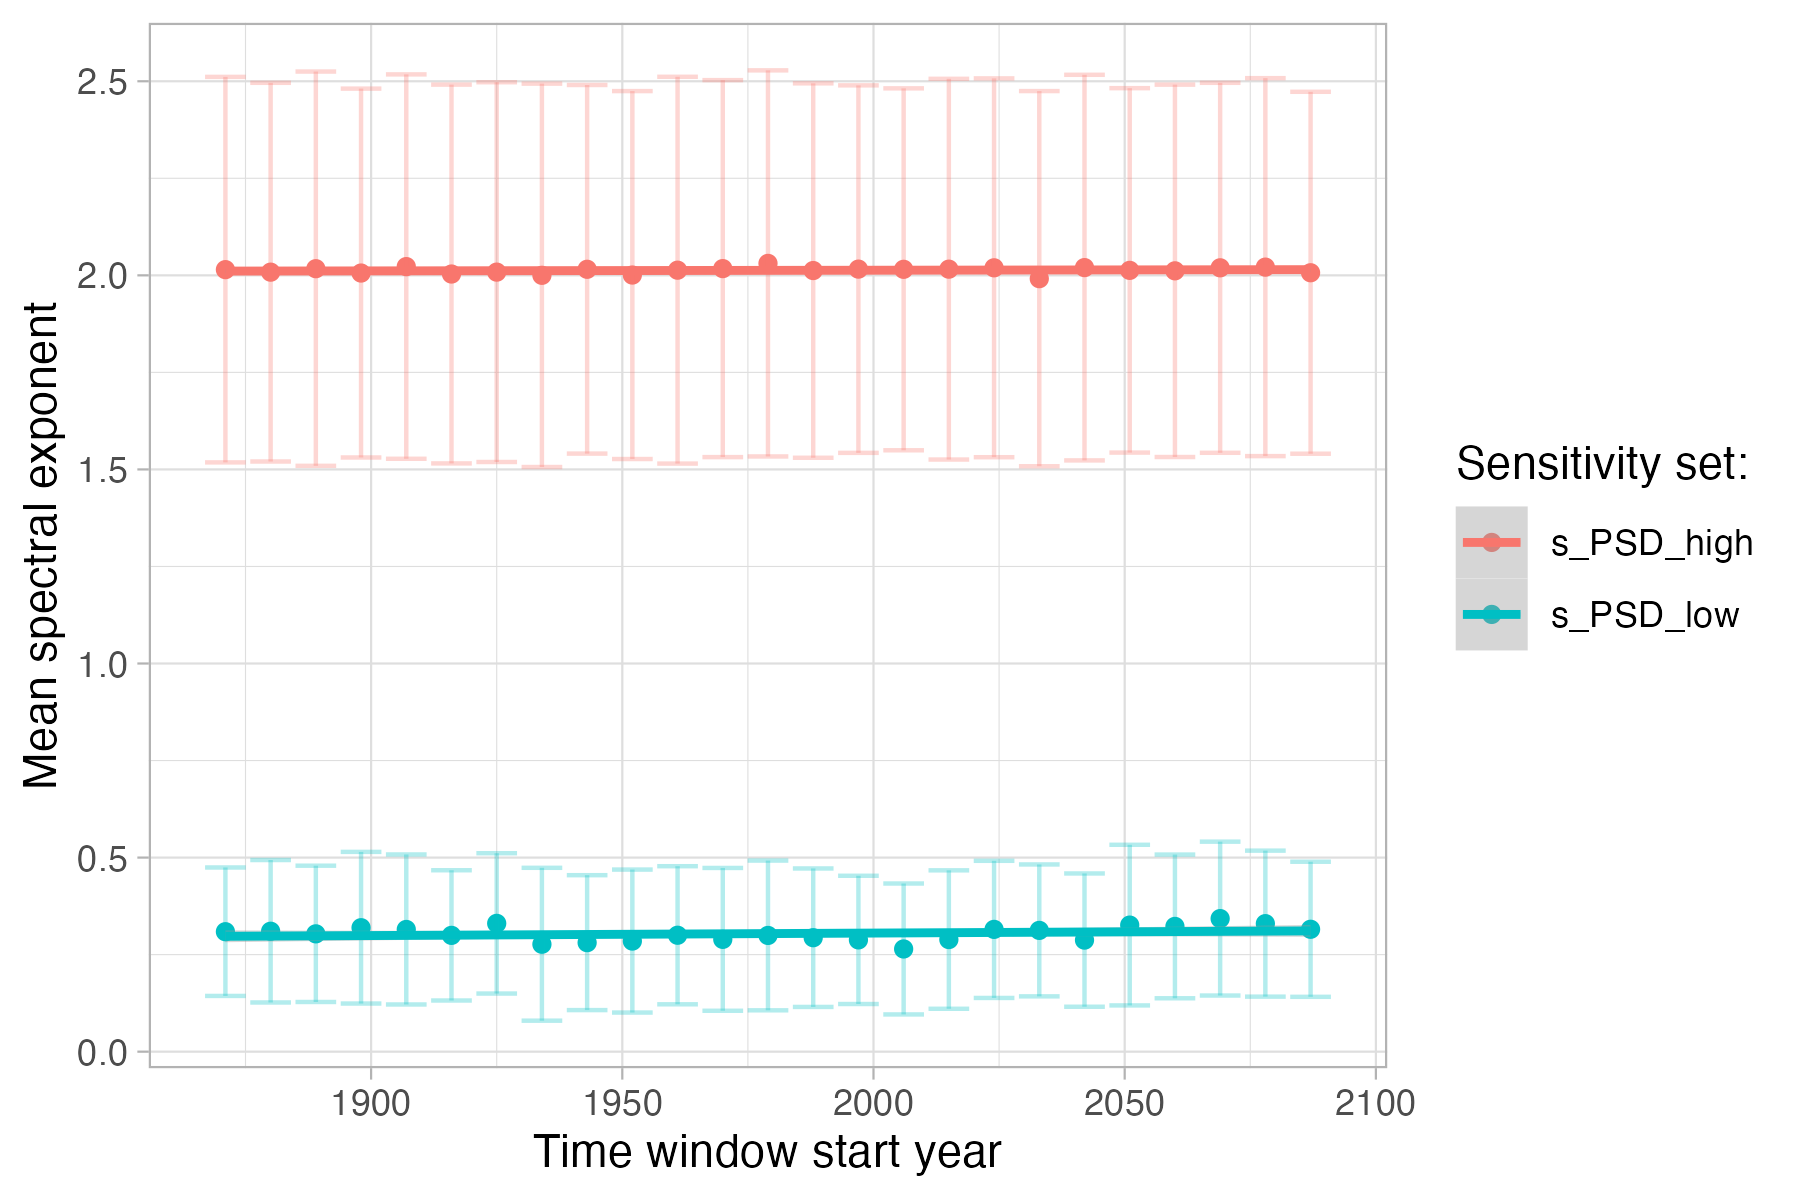 2.5
2.0
1.5
1.0
0.5
0.0
Mean spectral exponent
1900 1950 2000 2050 2100
Time window start year
Sensitivity set:
s_PSD_high
s_PSD_low